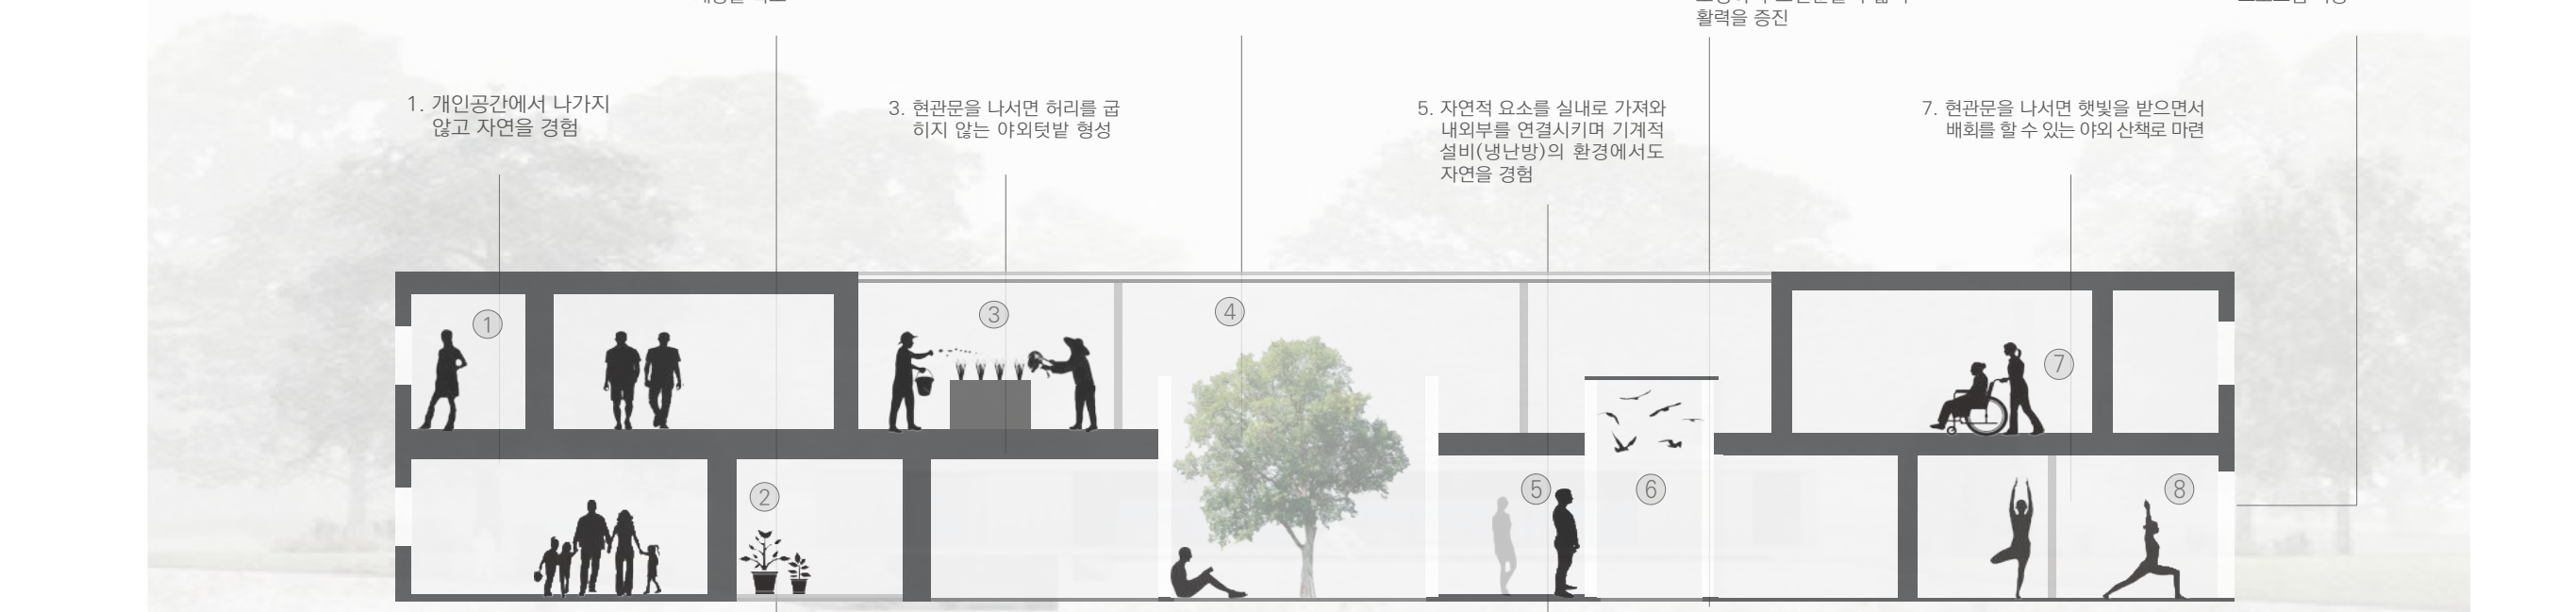 활력을 증진
1. 개인공간에서 나가지
않고 자연을 경험
3. 현관문을 나서면 허리를 굽
히지 않는 야외텃밭 형성
5. 자연적 요소를 실내로 가져와
내외부를 연결시키며 기계적
설비(냉난방)의 환경에서도
자연을 경험
7. 현관문을 나서면 햇빛을 받으면서
배회를 할 수 있는 야외 산책로 마련
1
3
4
7
2
5
6
8